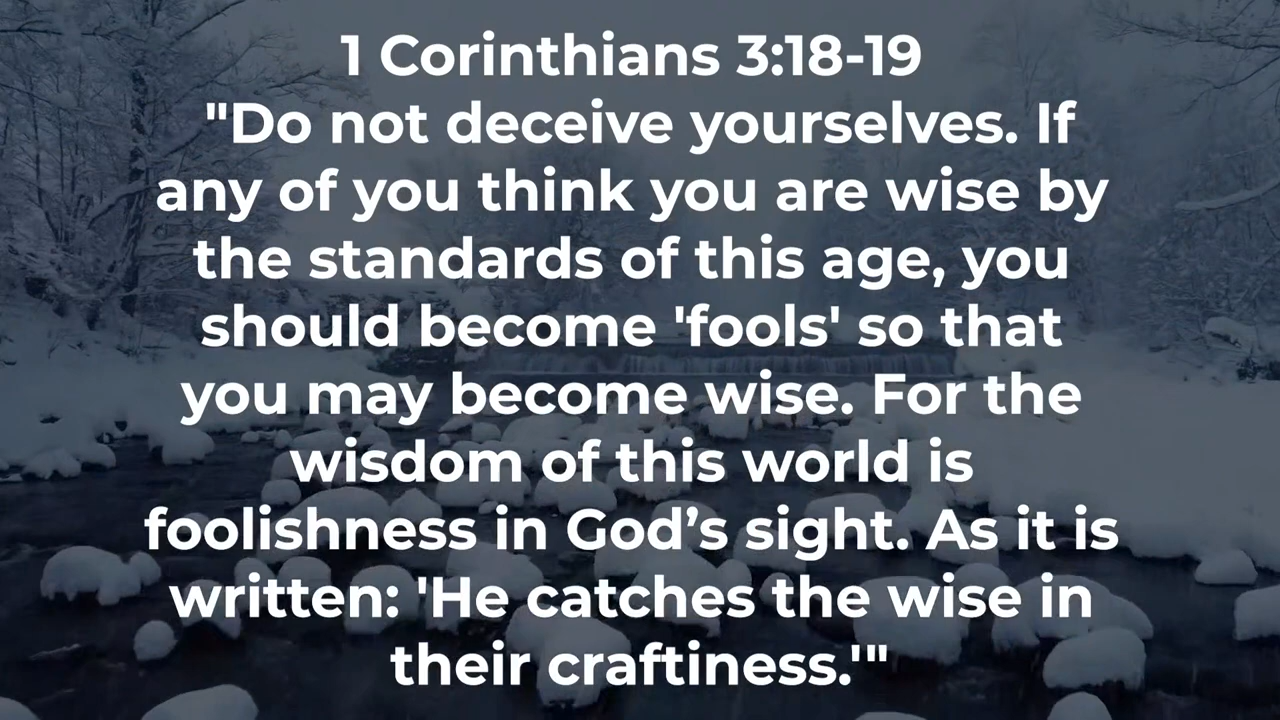 1 Corinthians 3:18-19
"Do not deceive yourselves. If
any of you think you are wise by
the standards of this age, you
should become 'fools' so that
you may become wise. For the
wisdom of this world is
foolishness in God’s sight. As it is
written: 'He catches the wise in
their craftiness.'"